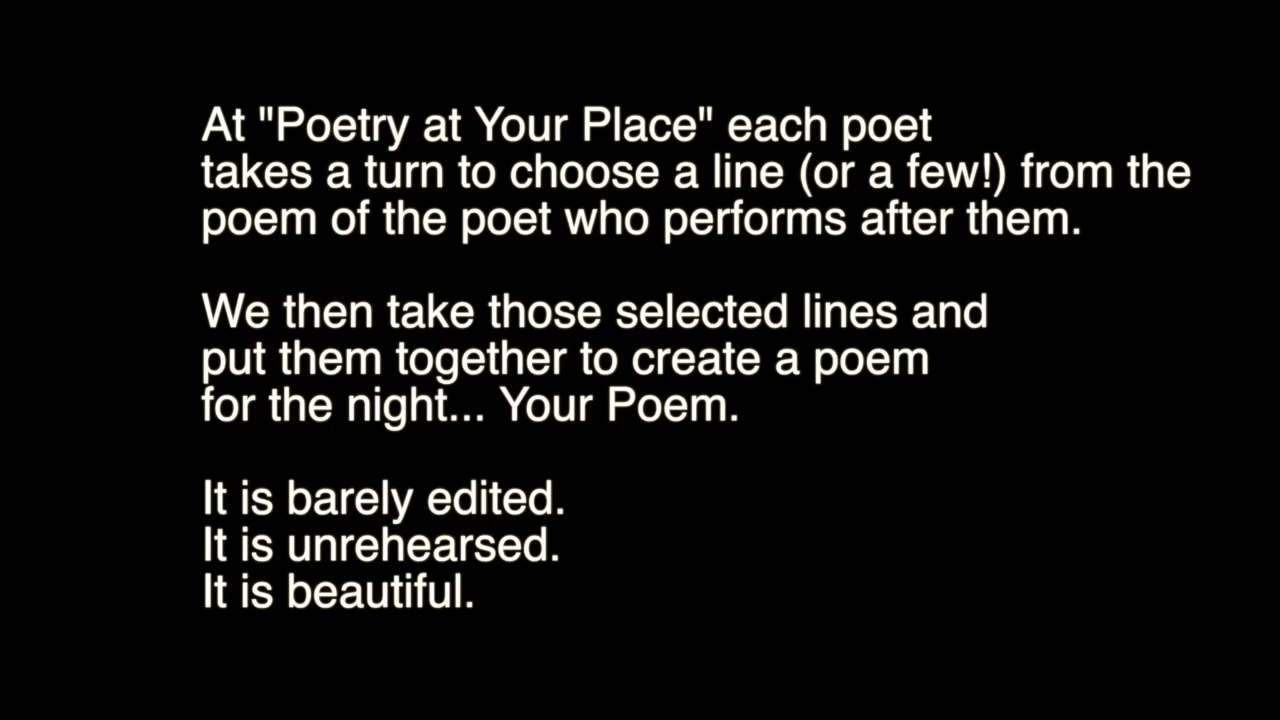 At "Poetry at Your Place" each poet
takes a turn to choose a line (or a few!) from the
poem of the poet who performs after them.
We then take those selected lines and
put them together to create a poem
for the night... Your Poem.
It is barely edited.
It is unrehearsed.
It is beautiful.